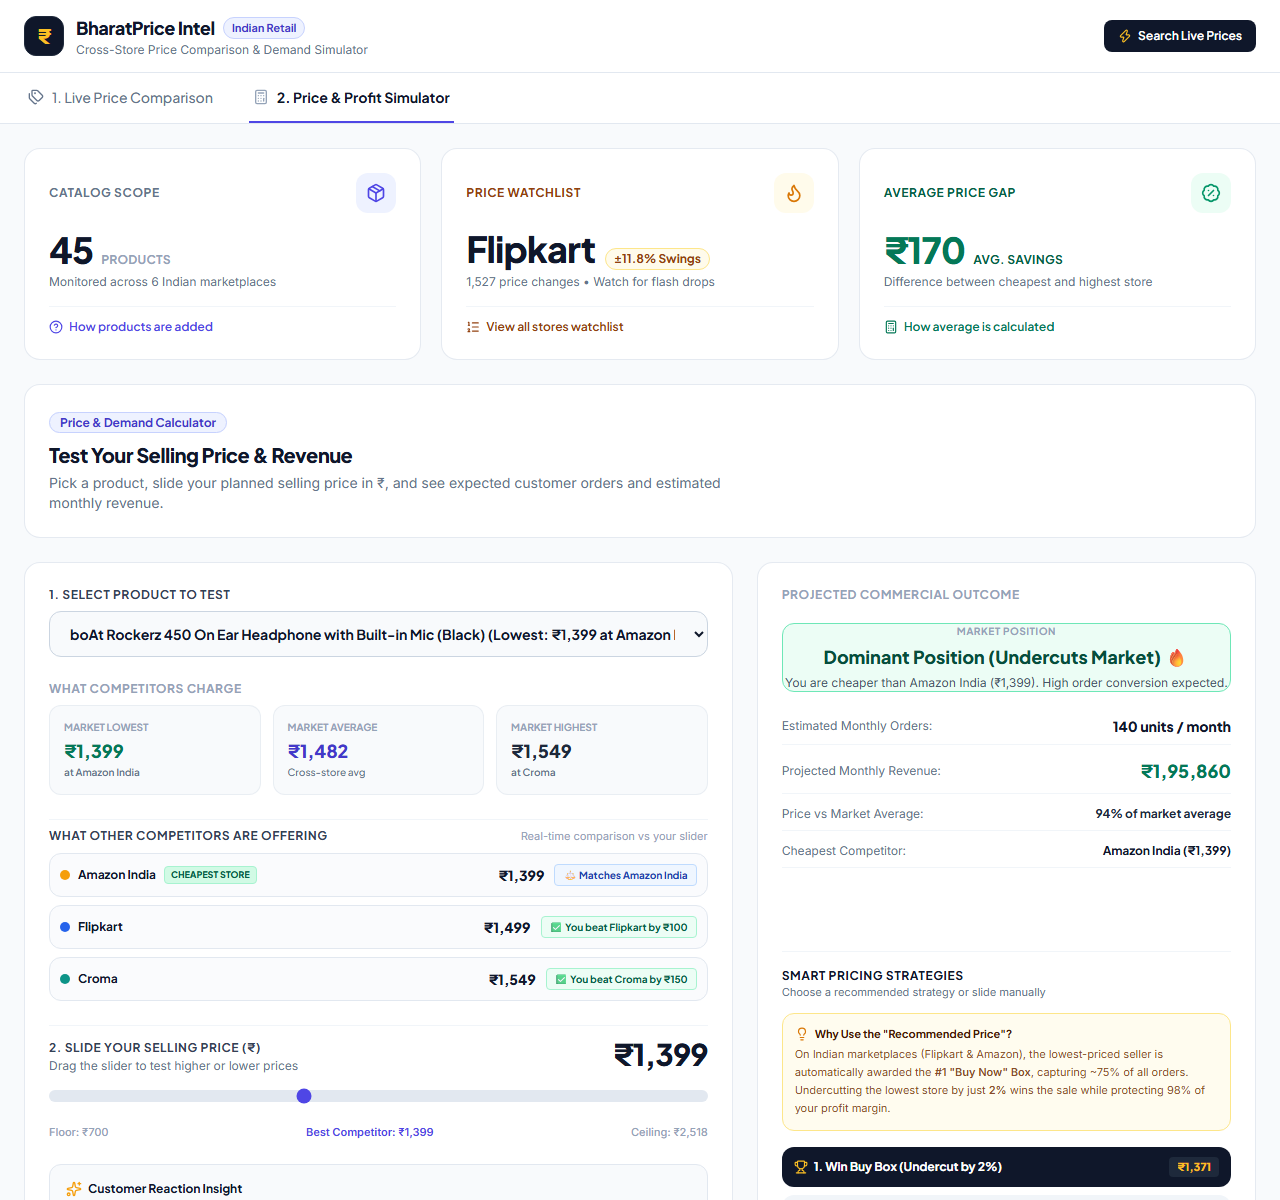 ₹
BharatPrice Intel
Indian Retail
Cross-Store Price Comparison & Demand Simulator
Search Live Prices
1. Live Price Comparison
2. Price & Profit Simulator
CATALOG SCOPE
45 PRODUCTS
Monitored across 6 Indian marketplaces
How products are added
PRICE WATCHLIST
Flipkart ±11.8% Swings
1,527 price changes • Watch for flash drops
View all stores watchlist
AVERAGE PRICE GAP
₹170 AVG. SAVINGS
Difference between cheapest and highest store
How average is calculated
Price & Demand Calculator
Test Your Selling Price & Revenue
Pick a product, slide your planned selling price in ₹, and see expected customer orders and estimated
monthly revenue.
1. SELECT PRODUCT TO TEST
boAt Rockerz 450 On Ear Headphone with Built-in Mic (Black) (Lowest: ₹1,399 at Amazon
WHAT COMPETITORS CHARGE
MARKET LOWEST
₹1,399
at Amazon India
MARKET AVERAGE
₹1,482
Cross-store avg
MARKET HIGHEST
₹1,549
at Croma
WHAT OTHER COMPETITORS ARE OFFERING
Real-time comparison vs your slider
Amazon India CHEAPEST STORE ₹1,399 Matches Amazon India
Flipkart ₹1,499 ✅ You beat Flipkart by ₹100
Croma ₹1,549 ✅ You beat Croma by ₹150
2. SLIDE YOUR SELLING PRICE (₹)
Drag the slider to test higher or lower prices
₹1,399
Floor: ₹700
Best Competitor: ₹1,399
Ceiling: ₹2,518
Customer Reaction Insight
PROJECTED COMMERCIAL OUTCOME
MARKET POSITION
Dominant Position (Undercuts Market) 🔥
You are cheaper than Amazon India (₹1,399). High order conversion expected.
Estimated Monthly Orders: 140 units / month
Projected Monthly Revenue: ₹1,95,860
Price vs Market Average: 94% of market average
Cheapest Competitor: Amazon India (₹1,399)
SMART PRICING STRATEGIES
Choose a recommended strategy or slide manually
Why Use the "Recommended Price"?
On Indian marketplaces (Flipkart & Amazon), the lowest-priced seller is
automatically awarded the #1 "Buy Now" Box, capturing ~75% of all orders.
Undercutting the lowest store by just 2% wins the sale while protecting 98% of
your profit margin.
1. Win Buy Box (Undercut by 2%) ₹1,371